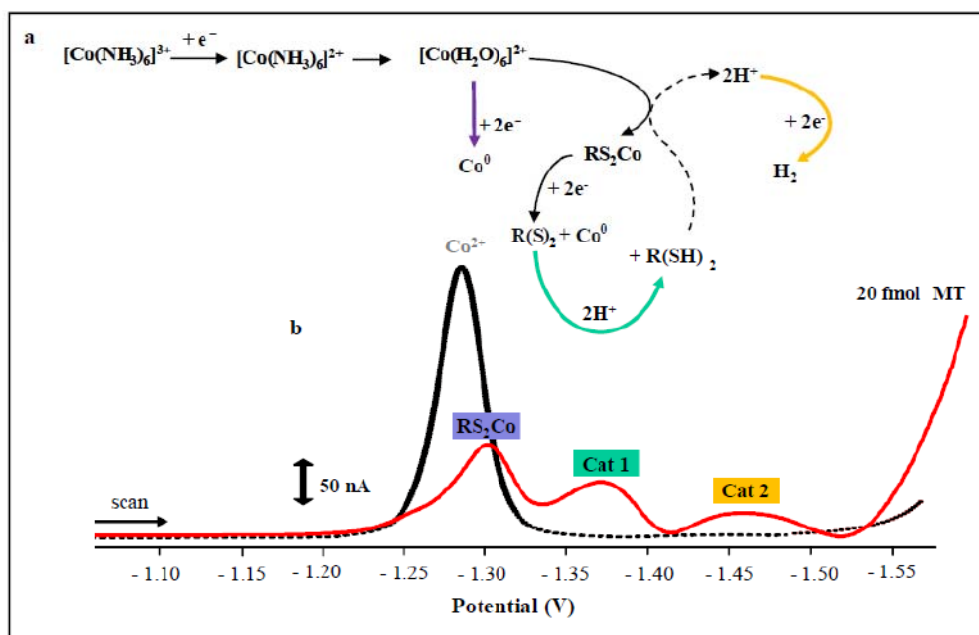 a
[Co(NH₃)₆]³⁺ + e⁻ [Co(NH₃)₆]²⁺ [Co(H₂O)₆]²⁺
2H⁺
+ 2e⁻
+ 2e⁻
Co⁰
RS₂Co
H₂
+ 2e⁻
R(S)₂ + Co⁰
+ R(SH) ₂
Co²⁺
2H⁺
20 fmol MT
b
RS₂Co
Cat 1
Cat 2
50 nA
scan
- 1.10 - 1.15 - 1.20 - 1.25 - 1.30 - 1.35 - 1.40 - 1.45 - 1.50 - 1.55
Potential (V)